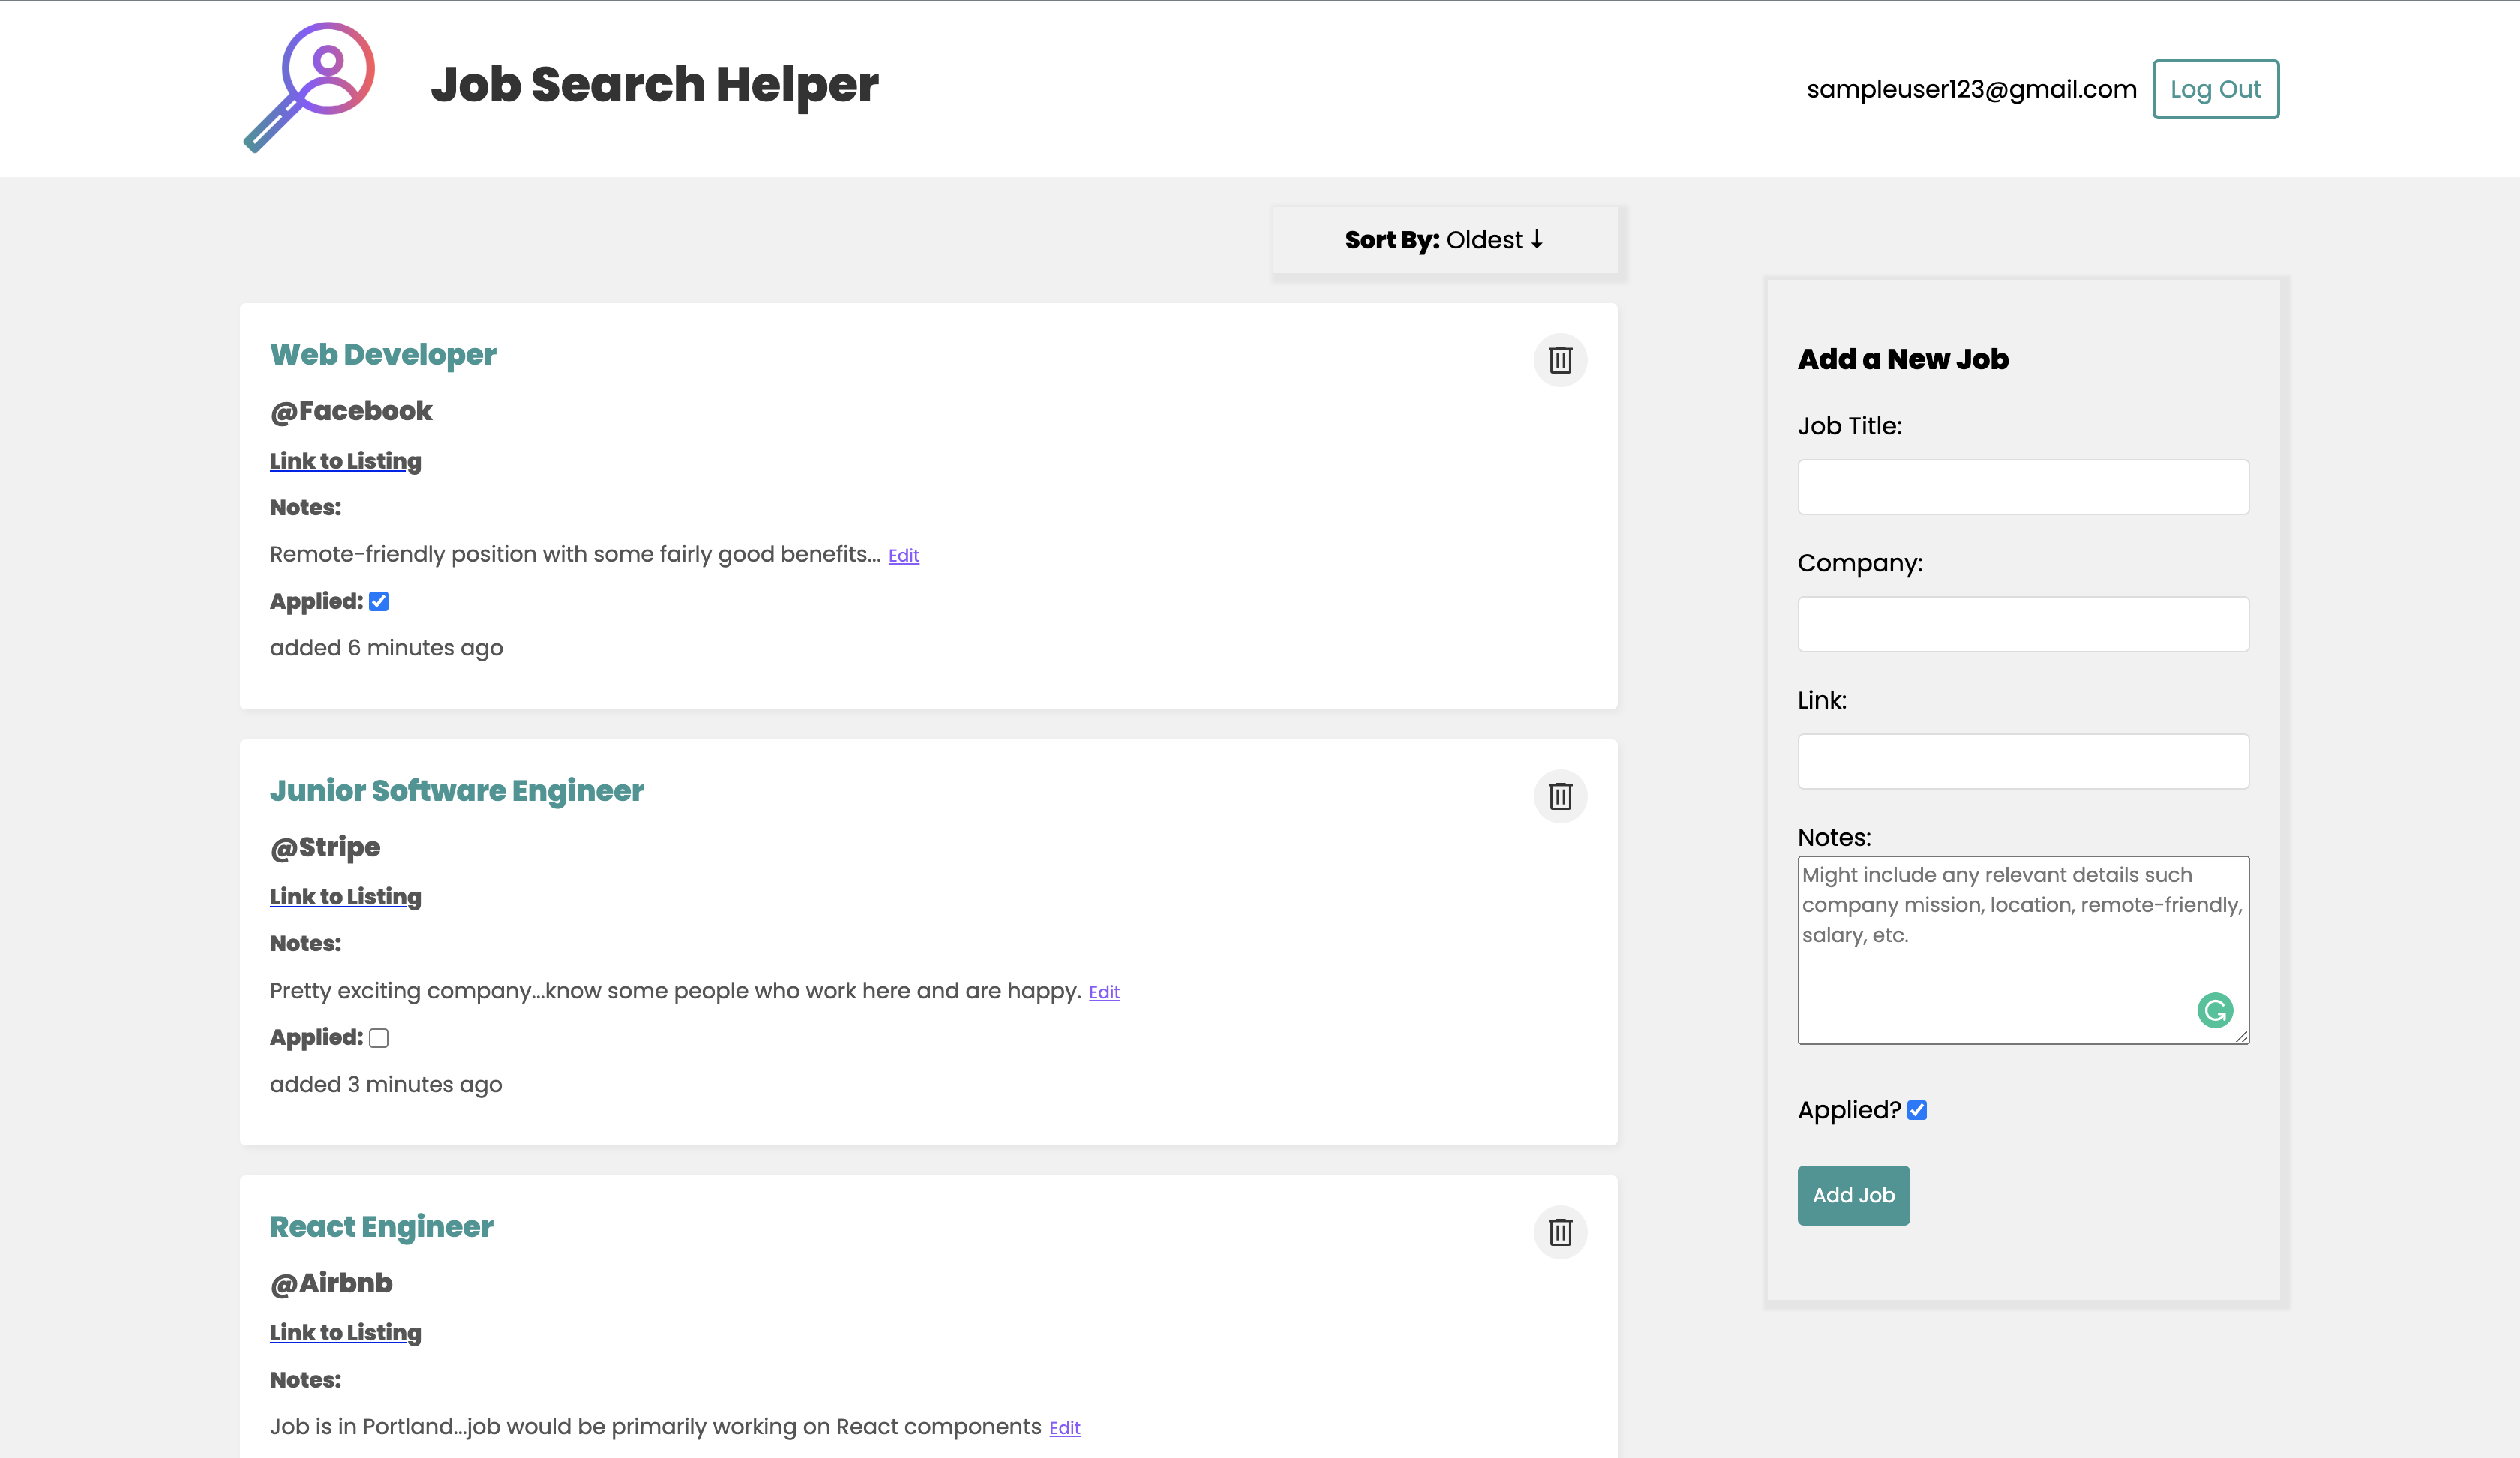 Job Search Helper
sampleuser123@gmail.com
Log Out
Sort By: Oldest ↓
Web Developer
@Facebook
Link to Listing
Notes:
Remote-friendly position with some fairly good benefits... Edit
Applied:
added 6 minutes ago
Junior Software Engineer
@Stripe
Link to Listing
Notes:
Pretty exciting company...know some people who work here and are happy. Edit
Applied:
added 3 minutes ago
React Engineer
@Airbnb
Link to Listing
Notes:
Job is in Portland...job would be primarily working on React components Edit
Add a New Job
Job Title:
Company:
Link:
Notes:
Might include any relevant details such
company mission, location, remote-friendly,
salary, etc.
Applied?
Add Job